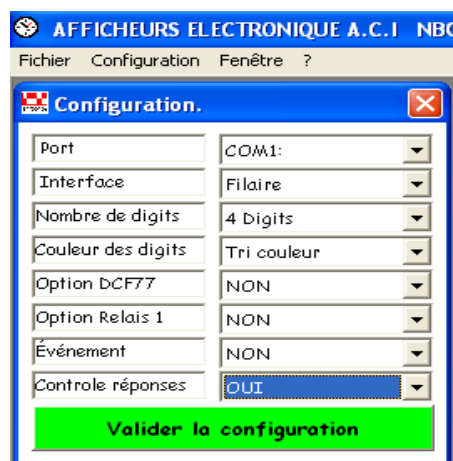 AFFICHEURS ELECTRONIQUE A.C.I NBC
Fichier Configuration Fenêtre ?
Configuration.
Port COM1:
Interface Filaire
Nombre de digits 4 Digits
Couleur des digits Tri couleur
Option DCF77 NON
Option Relais 1 NON
Événement NON
Controle réponses OUI
Valider la configuration